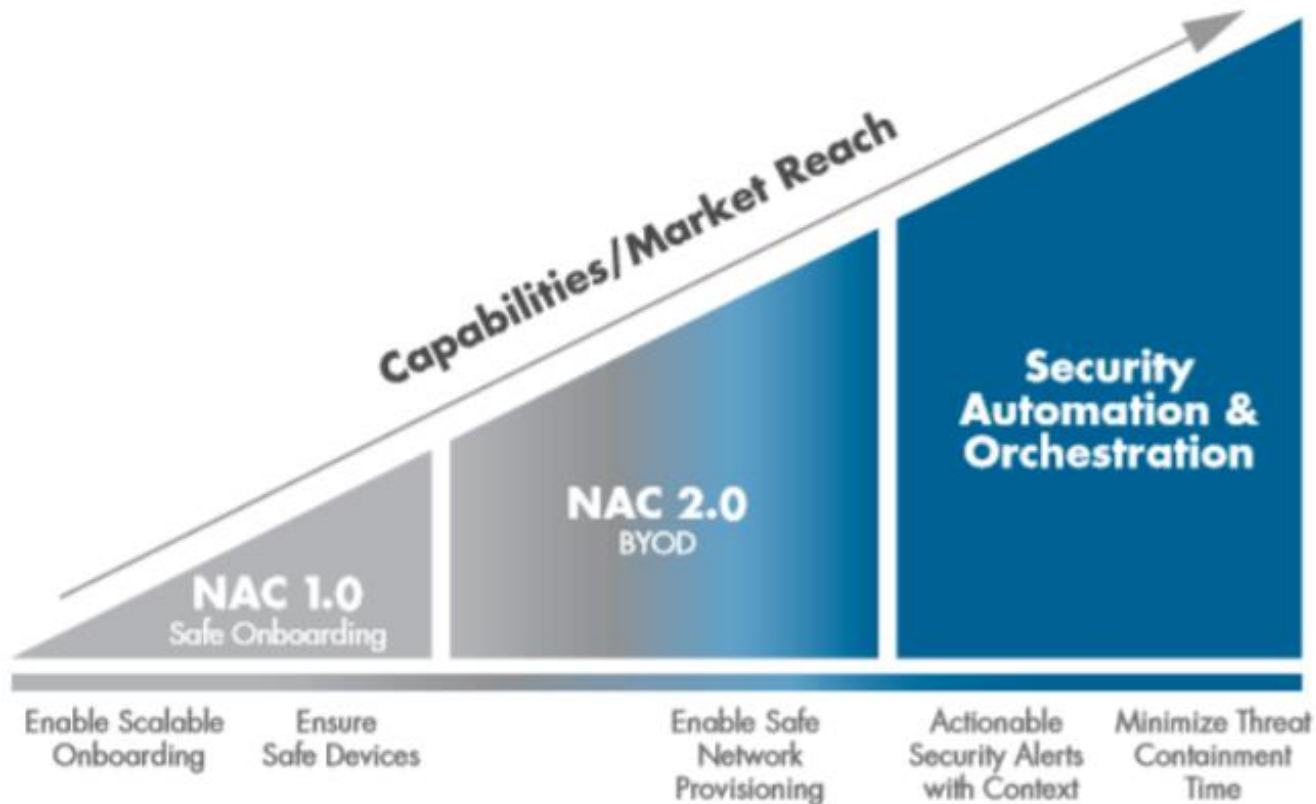 Capabilities/Market Reach
Security
Automation &
Orchestration
NAC 2.0
BYOD
NAC 1.0
Safe Onboarding
Enable Scalable
Onboarding
Ensure
Safe Devices
Enable Safe
Network
Provisioning
Actionable
Security Alerts
with Context
Minimize Threat
Containment
Time